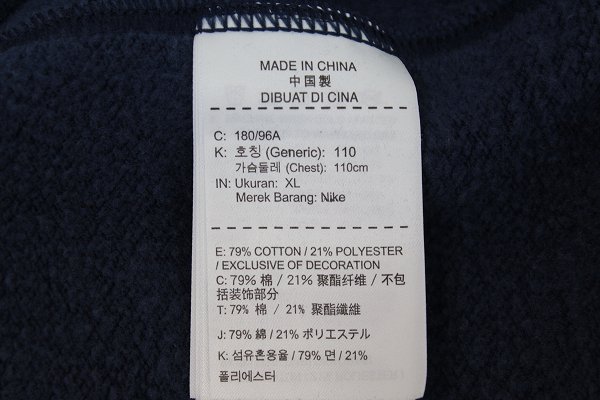 MADE IN CHINA
中国製
DIBUAT DI CINA
C: 180/96A
K: 호칭 (Generic): 110
가슴둘레 (Chest): 110cm
IN: Ukuran: XL
Merek Barang: Nike
E: 79% COTTON / 21% POLYESTER
/ EXCLUSIVE OF DECORATION
C: 79% 棉 / 21% 聚酯纤维 / 不包
括装饰部分
T: 79% 棉 / 21% 聚酯纖維
J: 79% 綿 / 21% ポリエステル
K: 섬유혼용율 / 79% 면 / 21%
폴리에스터